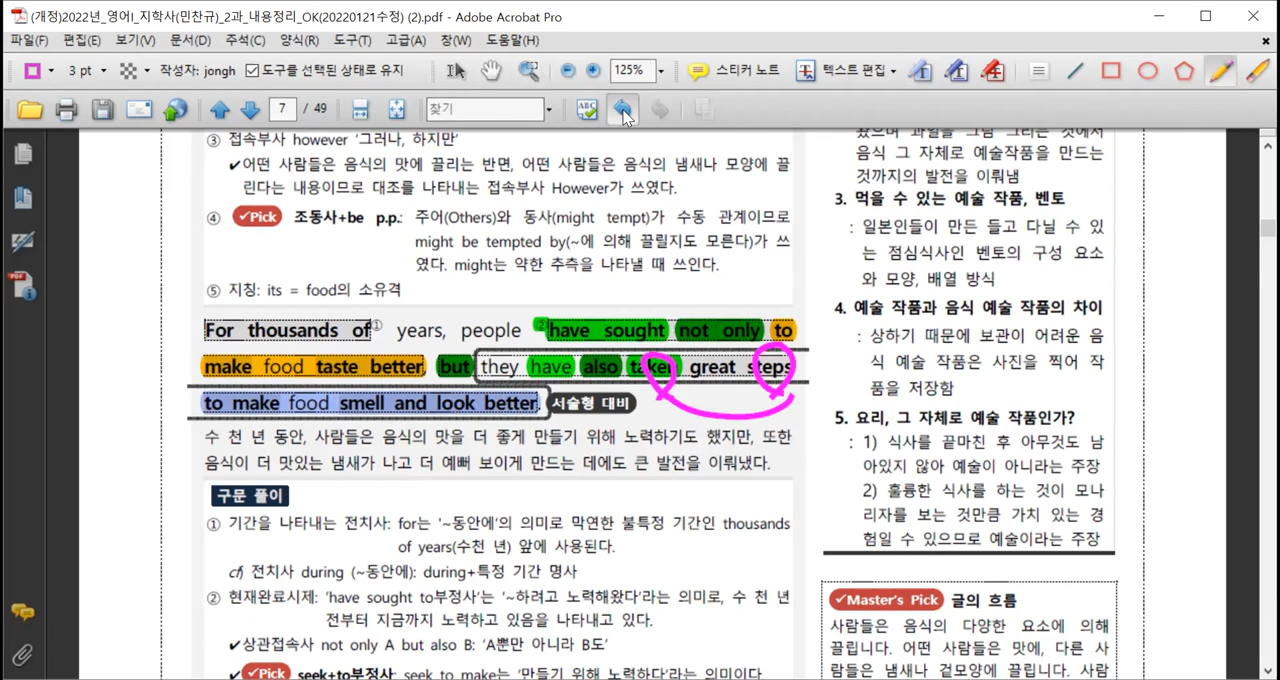 (개정)2022년_영어I_지학사(민찬규)_2과_내용정리_OK(20220121수정) (2).pdf - Adobe Acrobat Pro
파일(F) 편집(E) 보기(V) 문서(D) 주석(C) 양식(R) 도구(T) 고급(A) 창(W) 도움말(H)
3 pt 작성자: jongh 도구를 선택된 상태로 유지 125% 스티커 노트 텍스트 편집
7 / 49 찾기
③ 접속부사 however '그러나, 하지만'
✔어떤 사람들은 음식의 맛에 끌리는 반면, 어떤 사람들은 음식의 냄새나 모양에 끌
린다는 내용이므로 대조를 나타내는 접속부사 However가 쓰였다.
④ ✓Pick 조동사+be p.p.: 주어(Others)와 동사(might tempt)가 수동 관계이므로
might be tempted by(~에 의해 끌릴지도 모른다)가 쓰
였다. might는 약한 추측을 나타낼 때 쓰인다.
⑤ 지칭: its = food의 소유격
For thousands of① years, people ②have sought not only to
make food taste better, but they have also taken great steps
to make food smell and look better. 서술형 대비
수 천 년 동안, 사람들은 음식의 맛을 더 좋게 만들기 위해 노력하기도 했지만, 또한
음식이 더 맛있는 냄새가 나고 더 예뻐 보이게 만드는 데에도 큰 발전을 이뤄냈다.
구문 풀이
① 기간을 나타내는 전치사: for는 '~동안에'의 의미로 막연한 불특정 기간인 thousands
of years(수천 년) 앞에 사용된다.
cf) 전치사 during (~동안에): during+특정 기간 명사
② 현재완료시제: 'have sought to부정사'는 '~하려고 노력해왔다'라는 의미로, 수 천 년
전부터 지금까지 노력하고 있음을 나타내고 있다.
✔상관접속사 not only A but also B: 'A뿐만 아니라 B도'
✔ ✓Pick seek+to부정사: seek to make는 '만들기 위해 노력하다'라는 의미이다
음식 그 자체로 예술작품을 만드는
것까지의 발전을 이뤄냄
3. 먹을 수 있는 예술 작품, 벤토
: 일본인들이 만든 들고 다닐 수 있
는 점심식사인 벤토의 구성 요소
와 모양, 배열 방식
4. 예술 작품과 음식 예술 작품의 차이
: 상하기 때문에 보관이 어려운 음
식 예술 작품은 사진을 찍어 작
품을 저장함
5. 요리, 그 자체로 예술 작품인가?
: 1) 식사를 끝마친 후 아무것도 남
아있지 않아 예술이 아니라는 주장
2) 훌륭한 식사를 하는 것이 모나
리자를 보는 것만큼 가치 있는 경
험일 수 있으므로 예술이라는 주장
✓Master's Pick 글의 흐름
사람들은 음식의 다양한 요소에 의해
끌립니다. 어떤 사람들은 맛에, 다른 사
람들은 냄새나 겉모양에 끌립니다. 사람